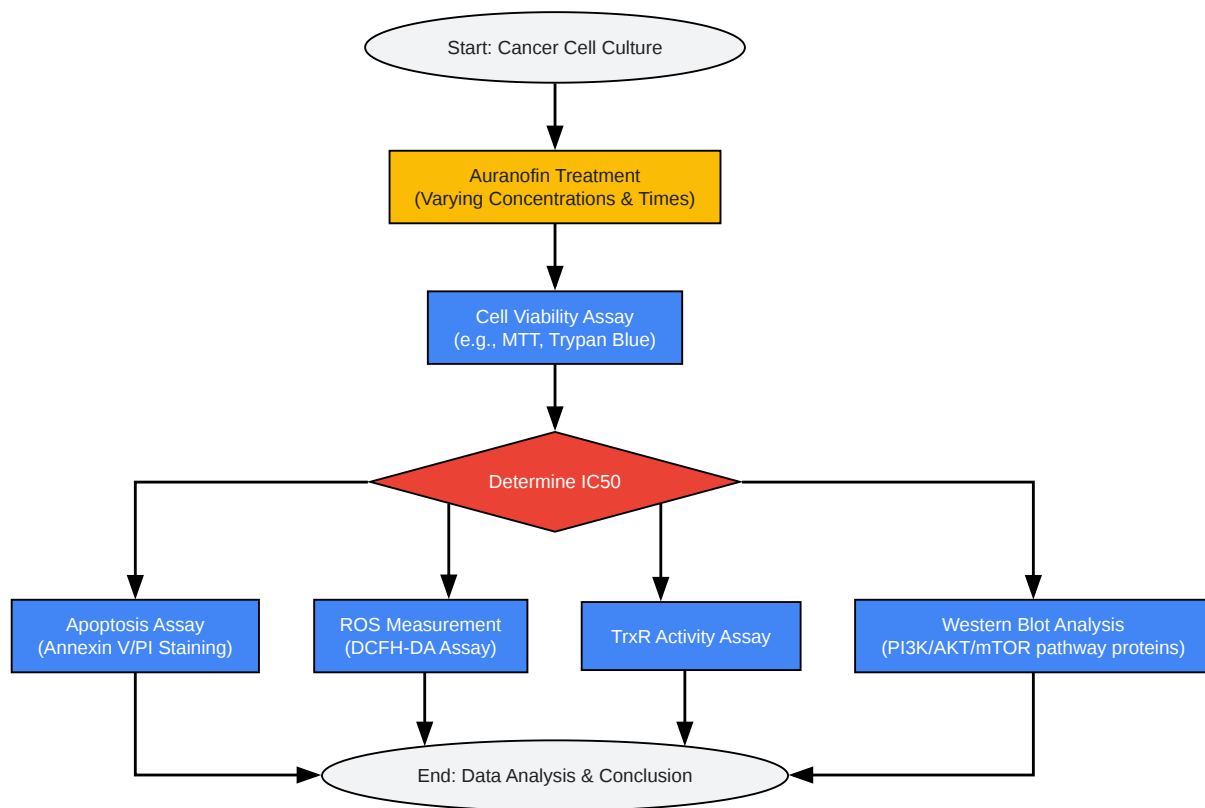 Start: Cancer Cell Culture
Auranofin Treatment
(Varying Concentrations & Times)
Cell Viability Assay
(e.g., MTT, Trypan Blue)
Determine IC50
Apoptosis Assay
(Annexin V/PI Staining)
ROS Measurement
(DCFH-DA Assay)
TrxR Activity Assay
Western Blot Analysis
(PI3K/AKT/mTOR pathway proteins)
End: Data Analysis & Conclusion